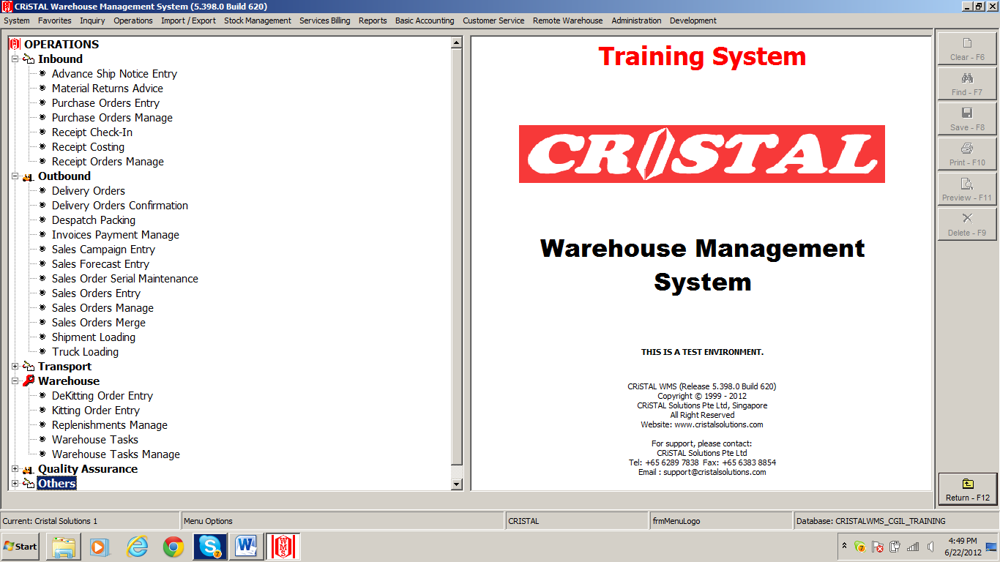 CRiSTAL Warehouse Management System (5.398.0 Build 620)
System Favorites Inquiry Operations Import / Export Stock Management Services Billing Reports Basic Accounting Customer Service Remote Warehouse Administration Development
OPERATIONS
Inbound
Advance Ship Notice Entry
Material Returns Advice
Purchase Orders Entry
Purchase Orders Manage
Receipt Check-In
Receipt Costing
Receipt Orders Manage
Outbound
Delivery Orders
Delivery Orders Confirmation
Despatch Packing
Invoices Payment Manage
Sales Campaign Entry
Sales Forecast Entry
Sales Order Serial Maintenance
Sales Orders Entry
Sales Orders Manage
Sales Orders Merge
Shipment Loading
Truck Loading
Transport
Warehouse
DeKitting Order Entry
Kitting Order Entry
Replenishments Manage
Warehouse Tasks
Warehouse Tasks Manage
Quality Assurance
Others
Training System
CRISTAL
Warehouse Management
System
THIS IS A TEST ENVIRONMENT.
CRiSTAL WMS (Release 5.398.0 Build 620)
Copyright © 1999 - 2012
CRiSTAL Solutions Pte Ltd, Singapore
All Right Reserved
Website: www.cristalsolutions.com
For support, please contact:
CRiSTAL Solutions Pte Ltd
Tel: +65 6289 7838 Fax: +65 6383 8854
Email : support@cristalsolutions.com
Clear - F6
Find - F7
Save - F8
Print - F10
Preview - F11
Delete - F9
Return - F12
Current: Cristal Solutions 1
Menu Options
CRISTAL
frmMenuLogo
Database: CRISTALWMS_CGIL_TRAINING
Start
WMS
4:49 PM
6/22/2012